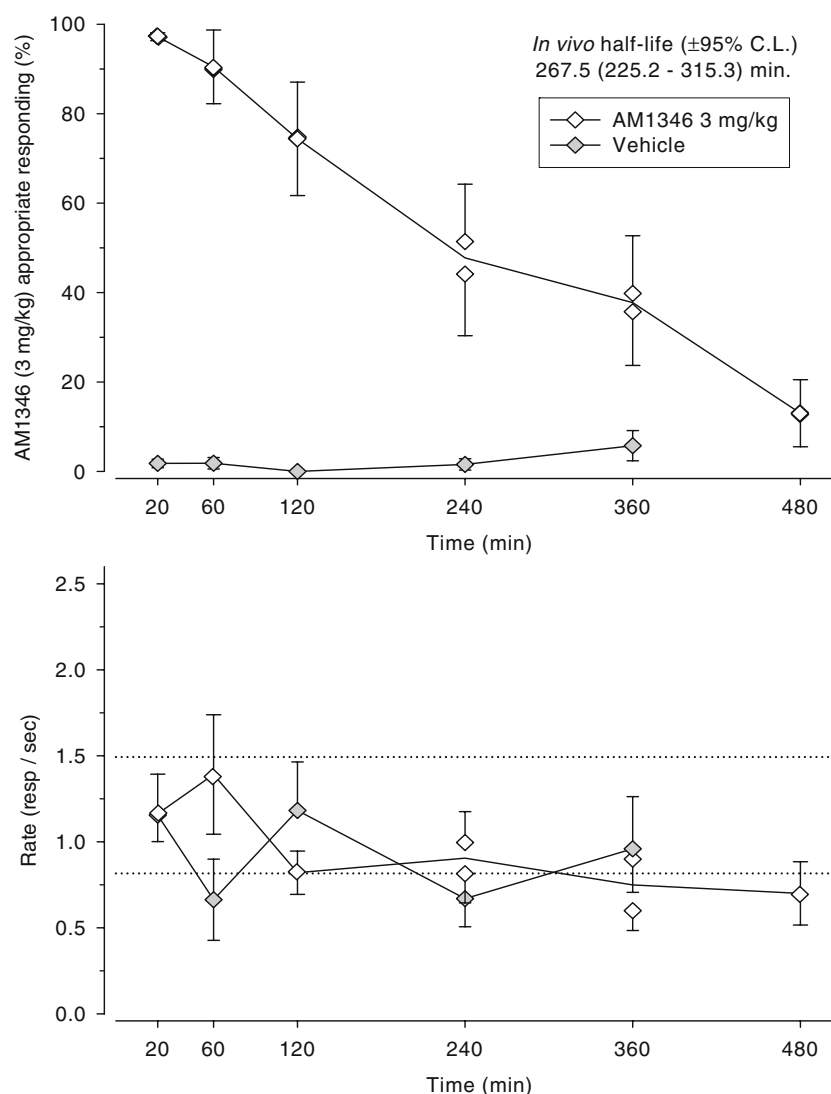 In vivo half-life (±95% C.L.)
267.5 (225.2 - 315.3) min.
AM1346 3 mg/kg
Vehicle
AM1346 (3 mg/kg) appropriate responding (%)
100
80
60
40
20
0
20 60 120 240 360 480
Time (min)
Rate (resp / sec)
2.5
2.0
1.5
1.0
0.5
0.0
20 60 120 240 360 480
Time (min)